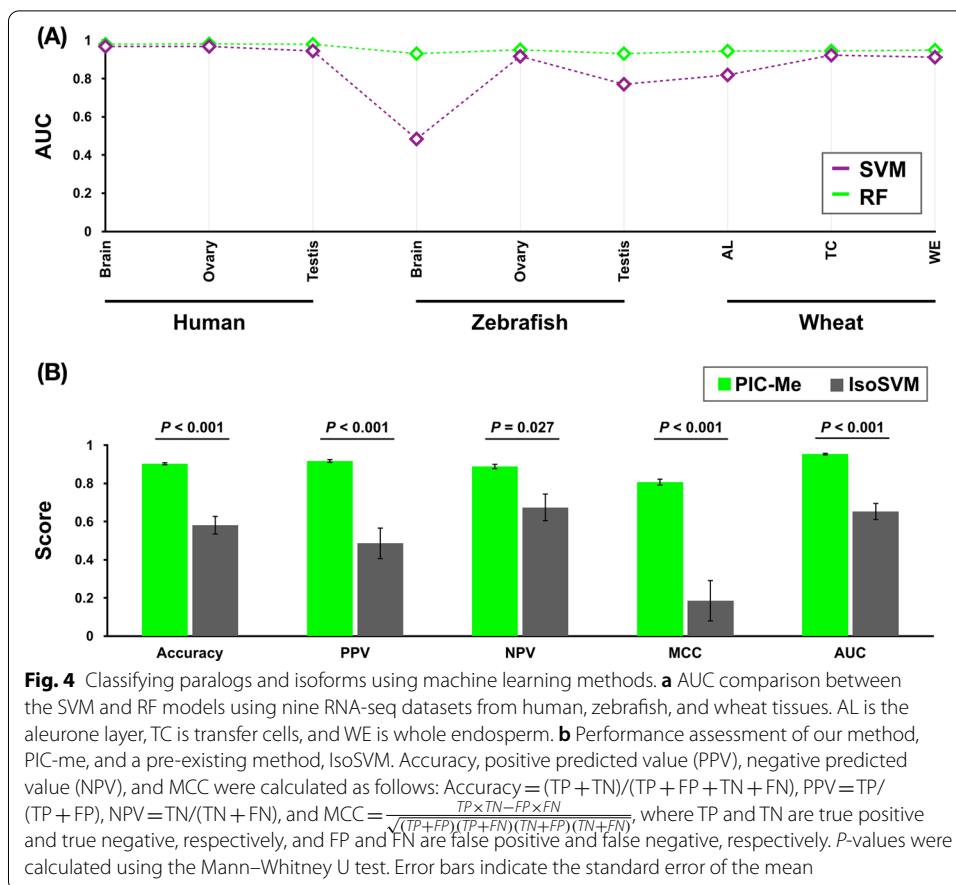 (A)
1
0.8
0.6
0.4
0.2
0
AUC
SVM
RF
Brain
Ovary
Testis
Brain
Ovary
Testis
AL
TC
WE
Human
Zebrafish
Wheat
(B)
PIC-Me
IsoSVM
P < 0.001
P < 0.001
P = 0.027
P < 0.001
P < 0.001
1
0.8
0.6
0.4
0.2
0
Score
Accuracy
PPV
NPV
MCC
AUC
Fig. 4 Classifying paralogs and isoforms using machine learning methods. a AUC comparison between
the SVM and RF models using nine RNA-seq datasets from human, zebrafish, and wheat tissues. AL is the
aleurone layer, TC is transfer cells, and WE is whole endosperm. b Performance assessment of our method,
PIC-me, and a pre-existing method, IsoSVM. Accuracy, positive predicted value (PPV), negative predicted
value (NPV), and MCC were calculated as follows: Accuracy = (TP + TN)/(TP + FP + TN + FN), PPV = TP/
(TP + FP), NPV = TN/(TN + FN), and MCC = TP×TN−FP×FN / √(TP+FP)(TP+FN)(TN+FP)(TN+FN), where TP and TN are true positive
and true negative, respectively, and FP and FN are false positive and false negative, respectively. P-values were
calculated using the Mann–Whitney U test. Error bars indicate the standard error of the mean